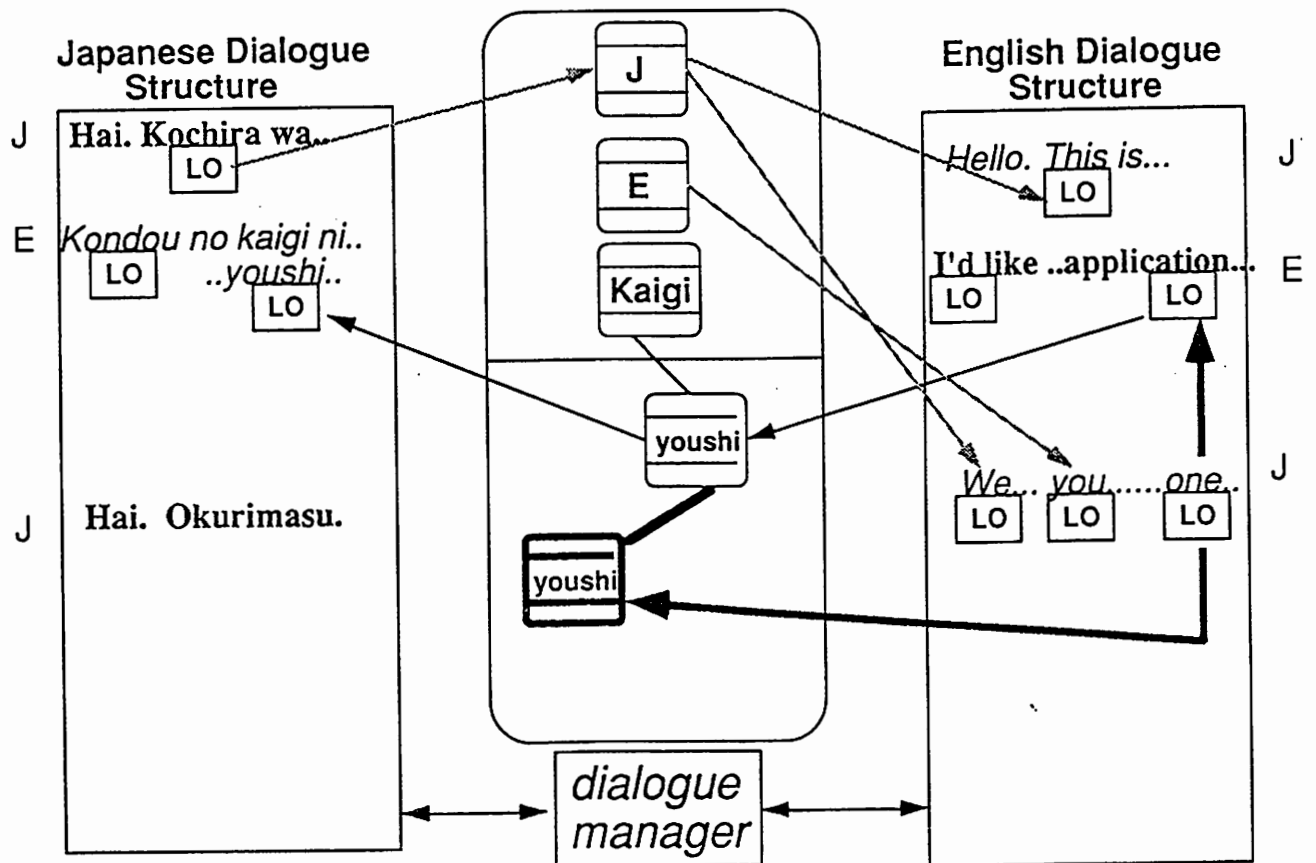 Japanese Dialogue
Structure
J
Hai. Kochira wa..
LO
E
Kondou no kaigi ni..
LO
..youshi..
LO
J
Hai. Okurimasu.
J
E
Kaigi
youshi
youshi
dialogue
manager
English Dialogue
Structure
Hello. This is...
J
LO
I'd like ..application...
E
LO
LO
We... you......one..
J
LO
LO
LO